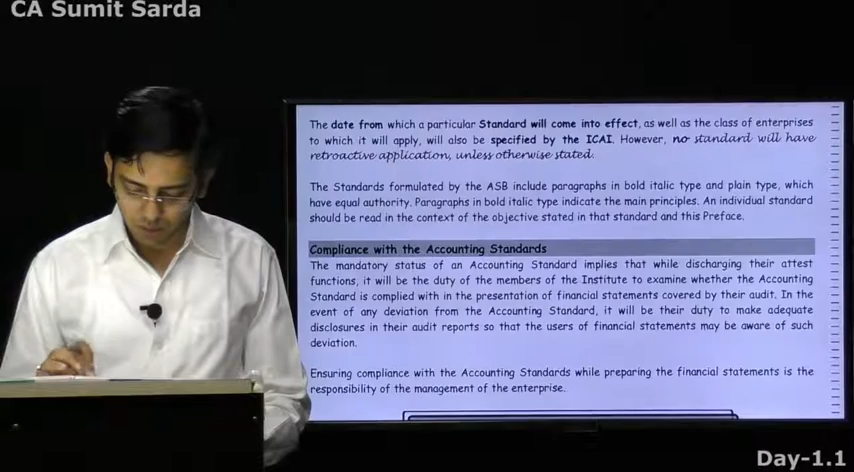 CA Sumit Sarda
The date from which a particular Standard will come into effect, as well as the class of enterprises
to which it will apply, will also be specified by the ICAI. However, no standard will have
retroactive application, unless otherwise stated.
The Standards formulated by the ASB include paragraphs in bold italic type and plain type, which
have equal authority. Paragraphs in bold italic type indicate the main principles. An individual standard
should be read in the context of the objective stated in that standard and this Preface.
Compliance with the Accounting Standards
The mandatory status of an Accounting Standard implies that while discharging their attest
functions, it will be the duty of the members of the Institute to examine whether the Accounting
Standard is complied with in the presentation of financial statements covered by their audit. In the
event of any deviation from the Accounting Standard, it will be their duty to make adequate
disclosures in their audit reports so that the users of financial statements may be aware of such
deviation.
Ensuring compliance with the Accounting Standards while preparing the financial statements is the
responsibility of the management of the enterprise.
Day-1.1